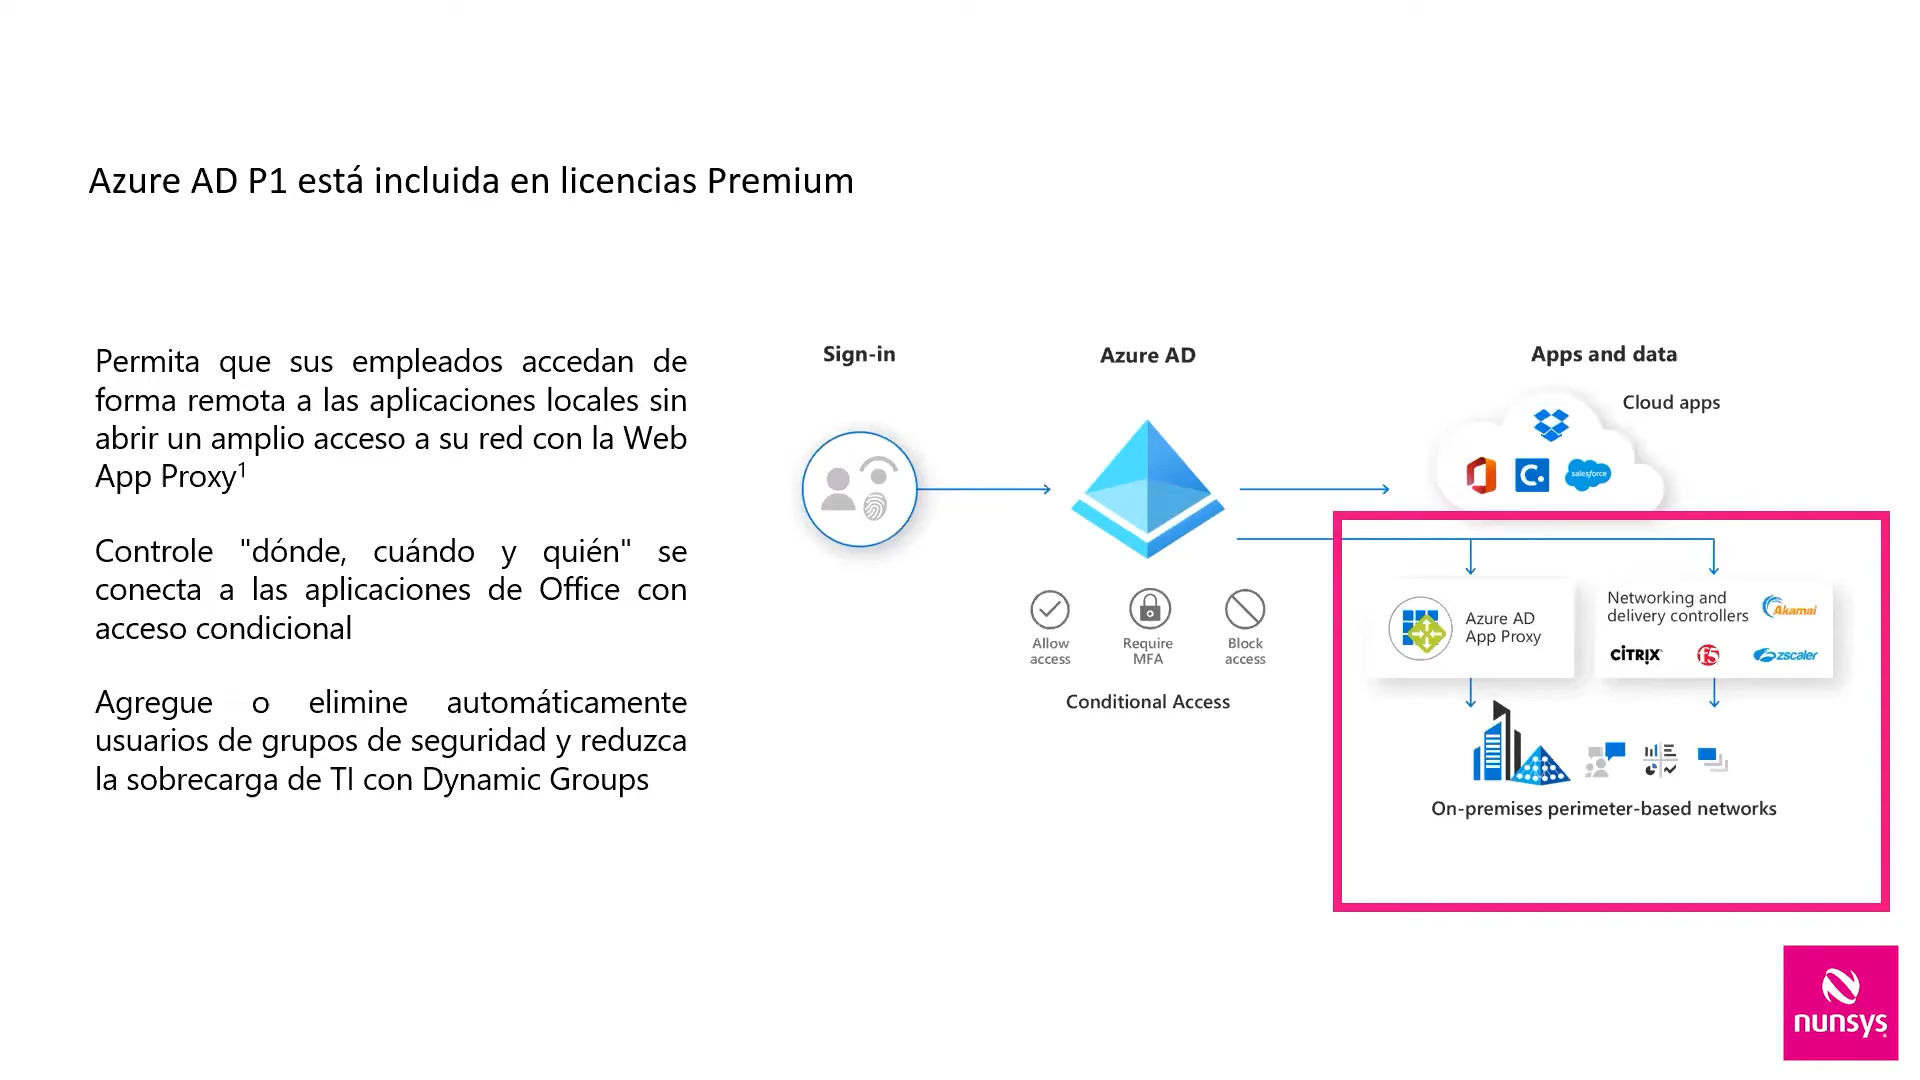 Azure AD P1 está incluida en licencias Premium
Permita que sus empleados accedan de
forma remota a las aplicaciones locales sin
abrir un amplio acceso a su red con la Web
App Proxy¹
Controle "dónde, cuándo y quién" se
conecta a las aplicaciones de Office con
acceso condicional
Agregue o elimine automáticamente
usuarios de grupos de seguridad y reduzca
la sobrecarga de TI con Dynamic Groups
Sign-in
Azure AD
Apps and data
Cloud apps
salesforce
Allow
access
Require
MFA
Block
access
Conditional Access
Azure AD
App Proxy
Networking and
delivery controllers
Akamai
CITRIX
f5
zscaler
On-premises perimeter-based networks
nunsys